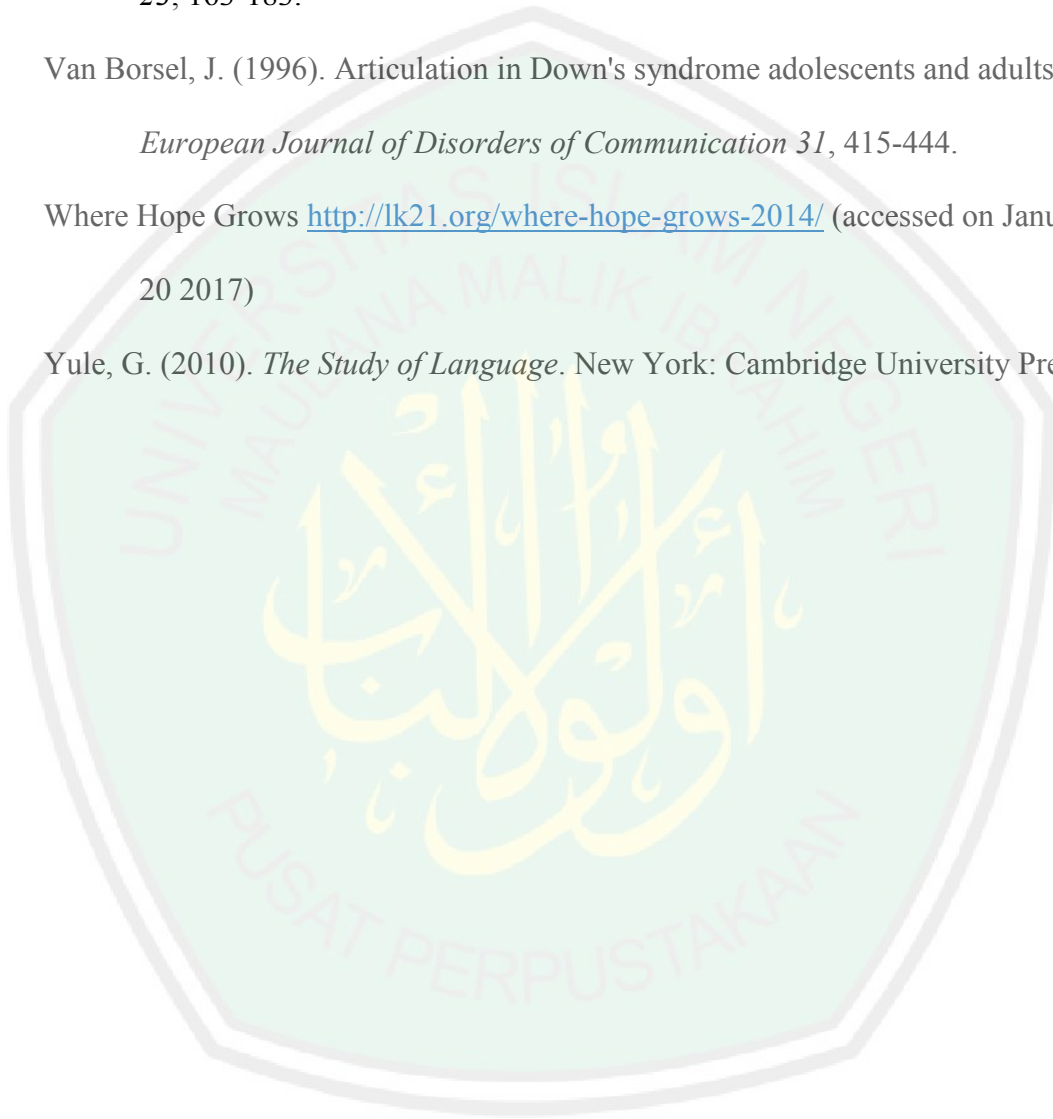 Van Borsel, J. (1996). Articulation in Down's syndrome adolescents and adults
European Journal of Disorders of Communication 31, 415-444.
Where Hope Grows http://lk21.org/where-hope-grows-2014/ (accessed on
20 2017)
Yule, G. (2010). The Study of Language. New York: Cambridge University
UNIVERSITAS ISLAM NEGERI
MAULANA MALIK IBRAHIM
PUSAT PERPUSTAKAAN